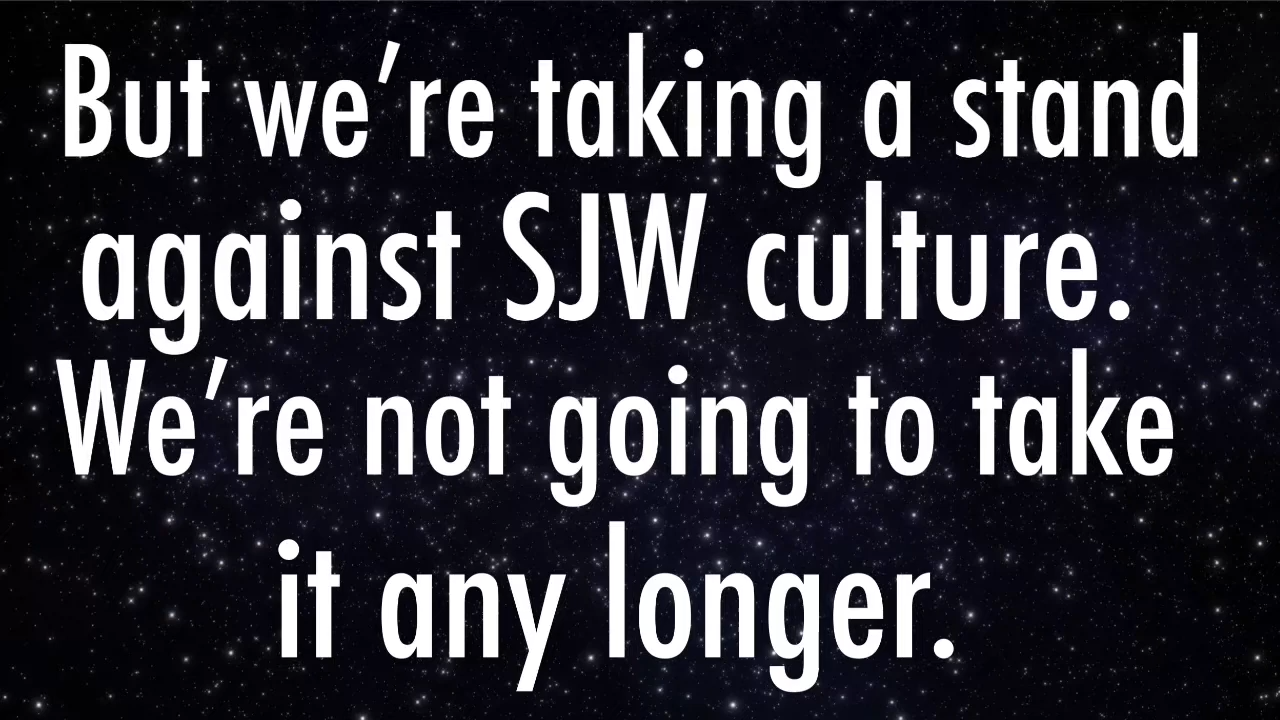 But we're taking a stand
against SJW culture.
We're not going to take
it any longer.